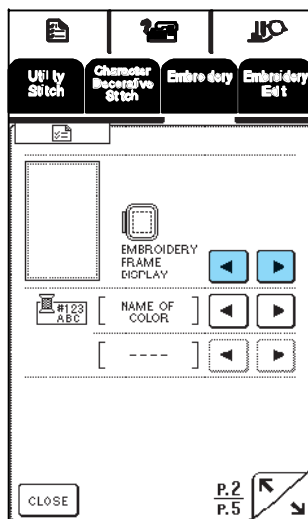 Utility Stitch
Character Decorative Stitch
Embroidery
Embroidery Edit
EMBROIDERY
FRAME
DISPLAY
#123
ABC
[ NAME OF
COLOR ]
[ ---- ]
CLOSE
P.2
P.5